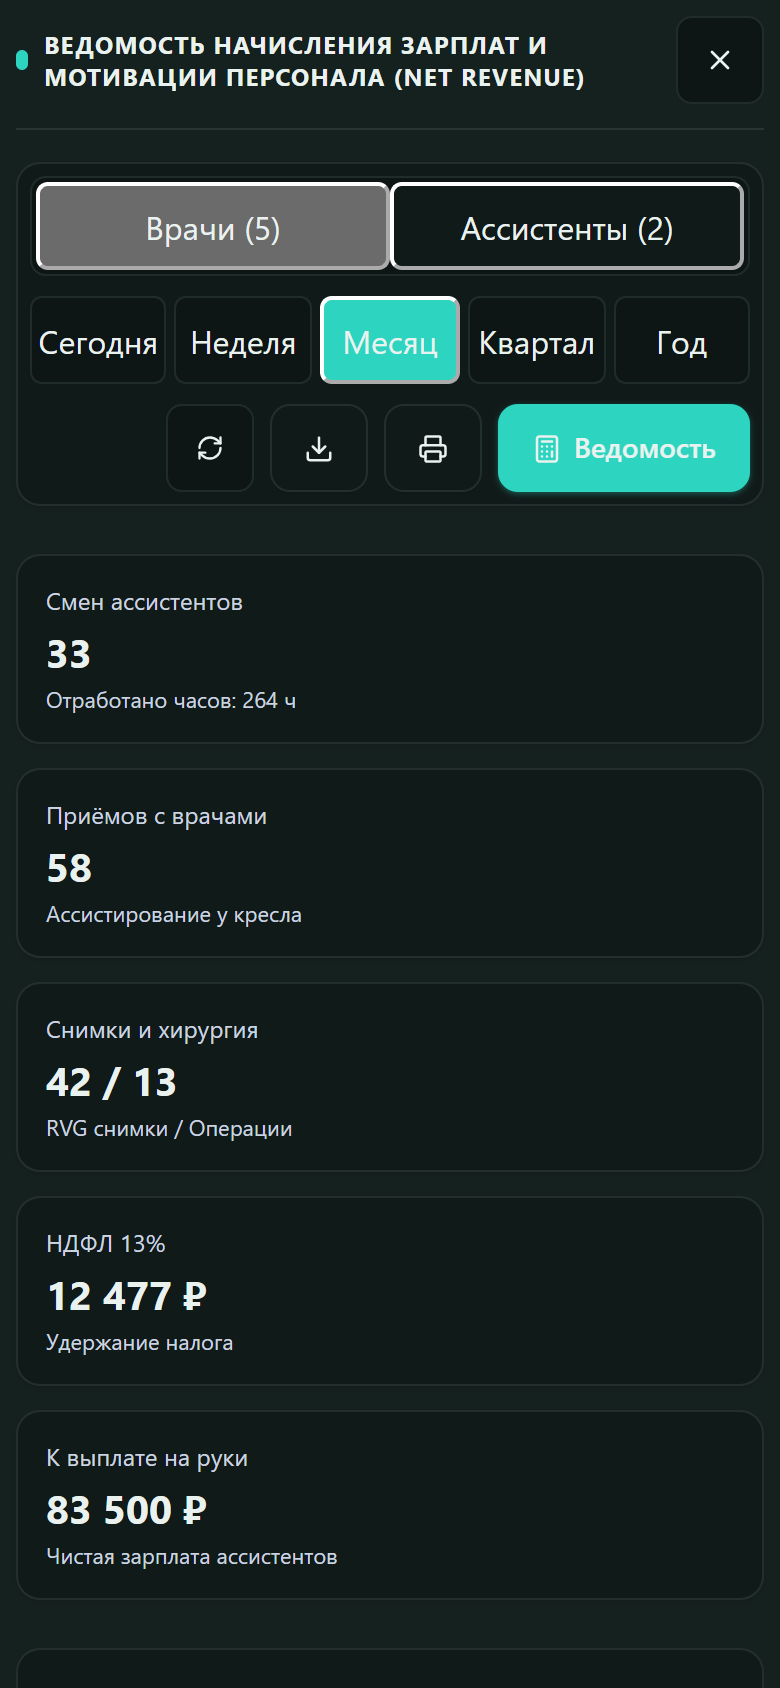 ВЕДОМОСТЬ НАЧИСЛЕНИЯ ЗАРПЛАТ И
МОТИВАЦИИ ПЕРСОНАЛА (NET REVENUE)
Врачи (5)
Ассистенты (2)
Сегодня
Неделя
Месяц
Квартал
Год
Ведомость
Смен ассистентов
33
Отработано часов: 264 ч
Приёмов с врачами
58
Ассистирование у кресла
Снимки и хирургия
42 / 13
RVG снимки / Операции
НДФЛ 13%
12 477 ₽
Удержание налога
К выплате на руки
83 500 ₽
Чистая зарплата ассистентов